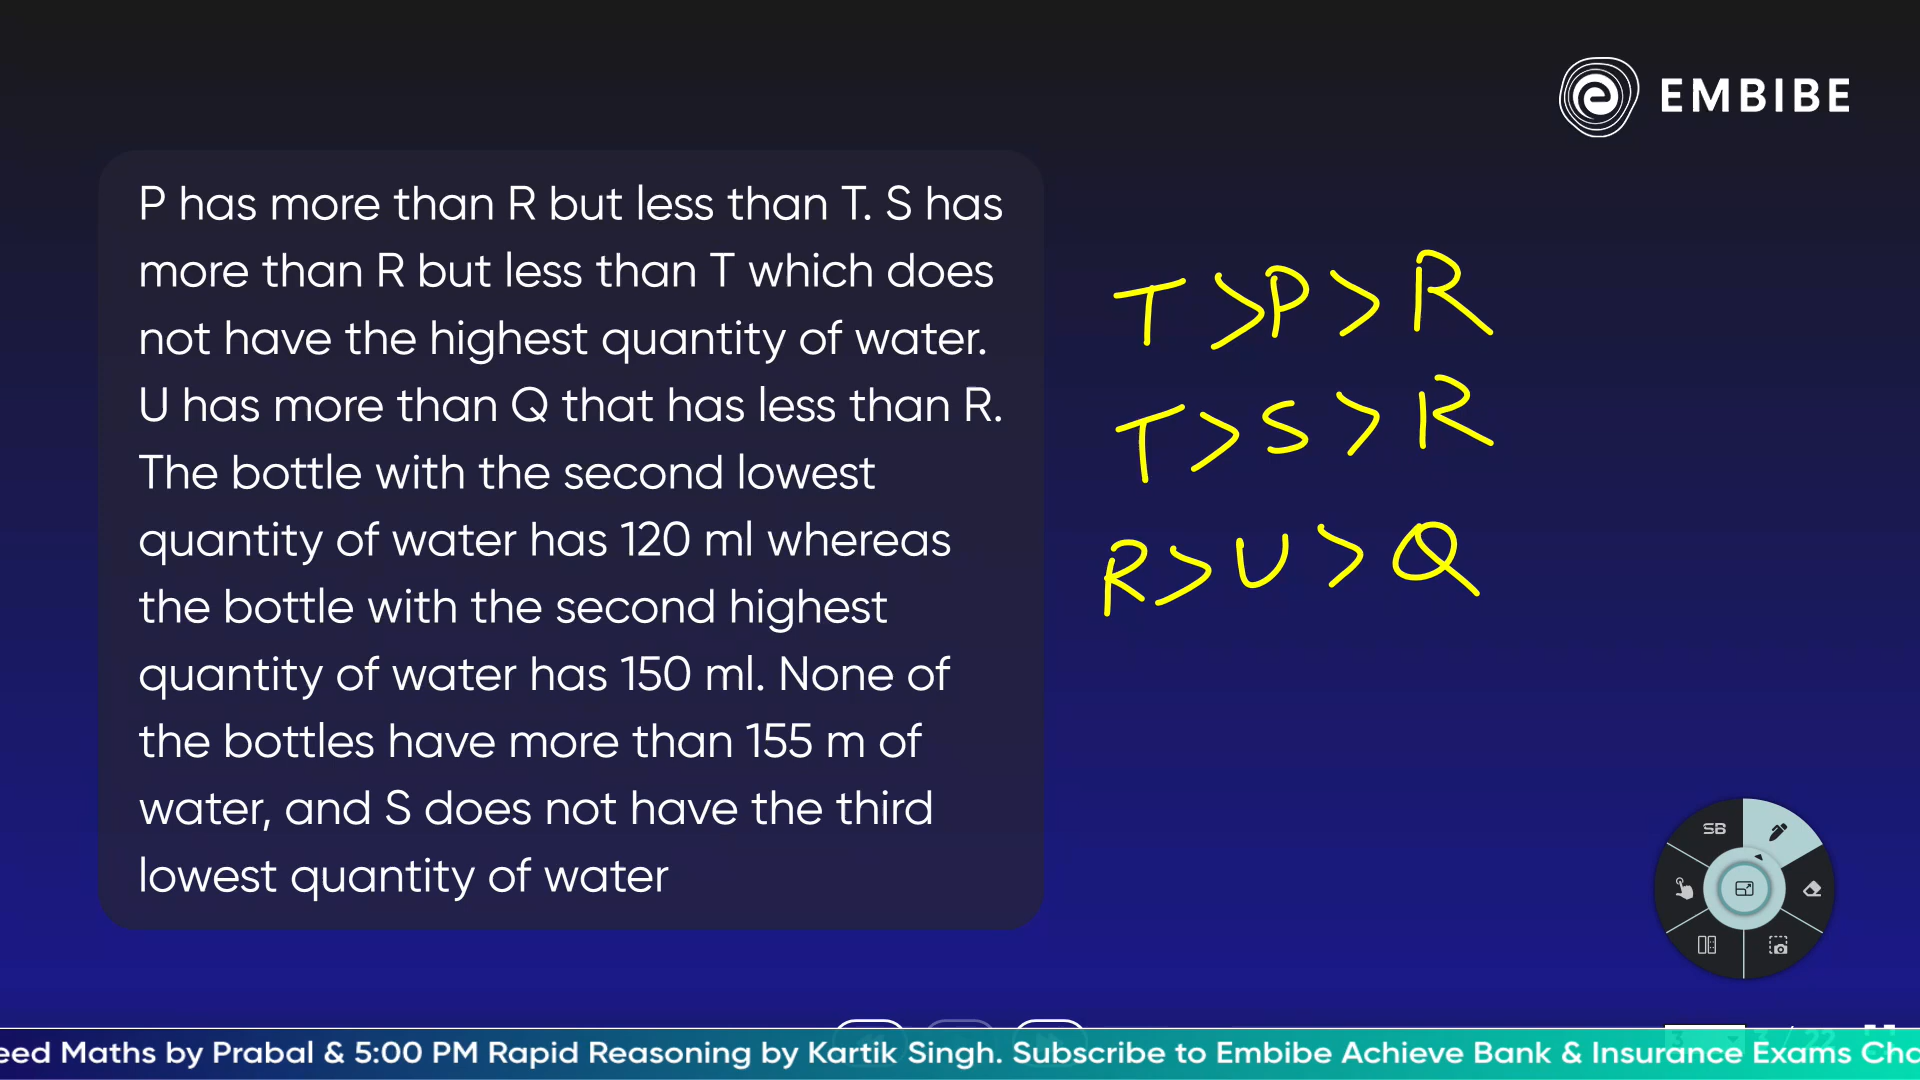 EMBIBE
P has more than R but less than T. S has
more than R but less than T which does
not have the highest quantity of water.
U has more than Q that has less than R.
The bottle with the second lowest
quantity of water has 120 ml whereas
the bottle with the second highest
quantity of water has 150 ml. None of
the bottles have more than 155 m of
water, and S does not have the third
lowest quantity of water
T > P > R
T > S > R
R > U > Q
SB
eed Maths by Prabal & 5:00 PM Rapid Reasoning by Kartik Singh. Subscribe to Embibe Achieve Bank & Insurance Exams Cha